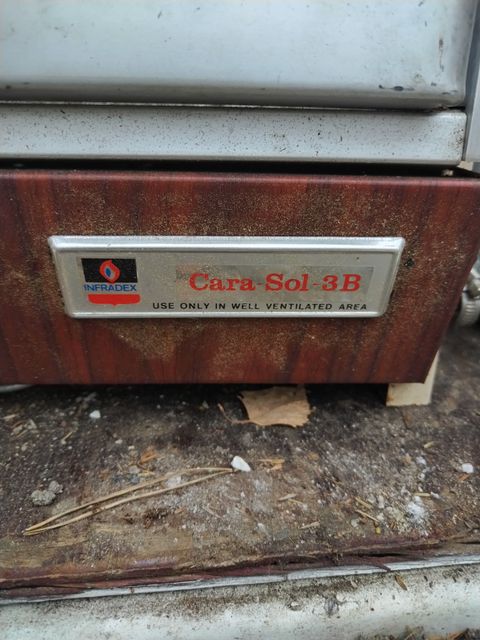 INFRADEX
Cara-Sol-3B
USE ONLY IN WELL VENTILATED AREA